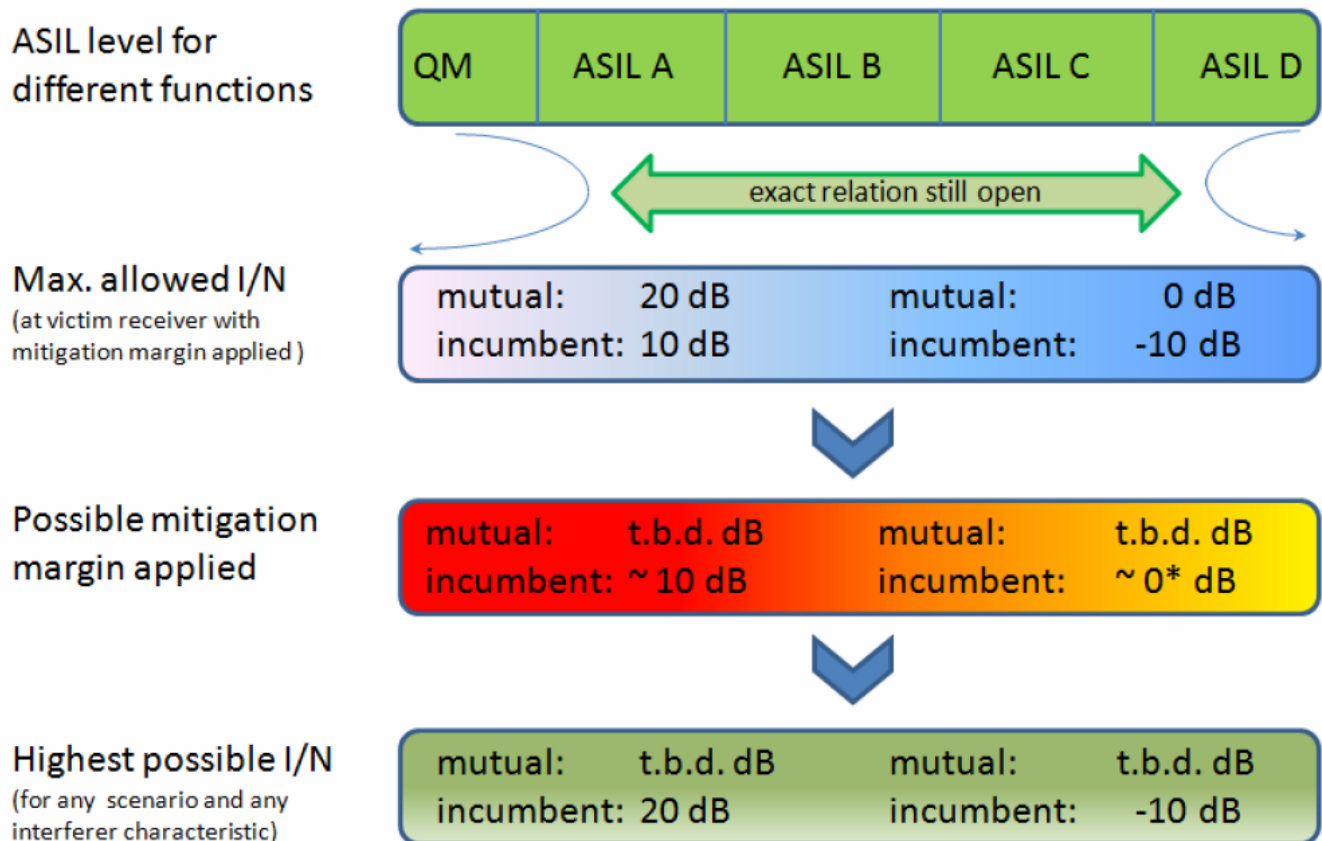 ASIL level for
different functions
QM ASIL A ASIL B ASIL C ASIL D
exact relation still open
Max. allowed I/N
(at victim receiver with
mitigation margin applied )
mutual: 20 dB mutual: 0 dB
incumbent: 10 dB incumbent: -10 dB
Possible mitigation
margin applied
mutual: t.b.d. dB mutual: t.b.d. dB
incumbent: ~ 10 dB incumbent: ~ 0* dB
Highest possible I/N
(for any scenario and any
interferer characteristic)
mutual: t.b.d. dB mutual: t.b.d. dB
incumbent: 20 dB incumbent: -10 dB